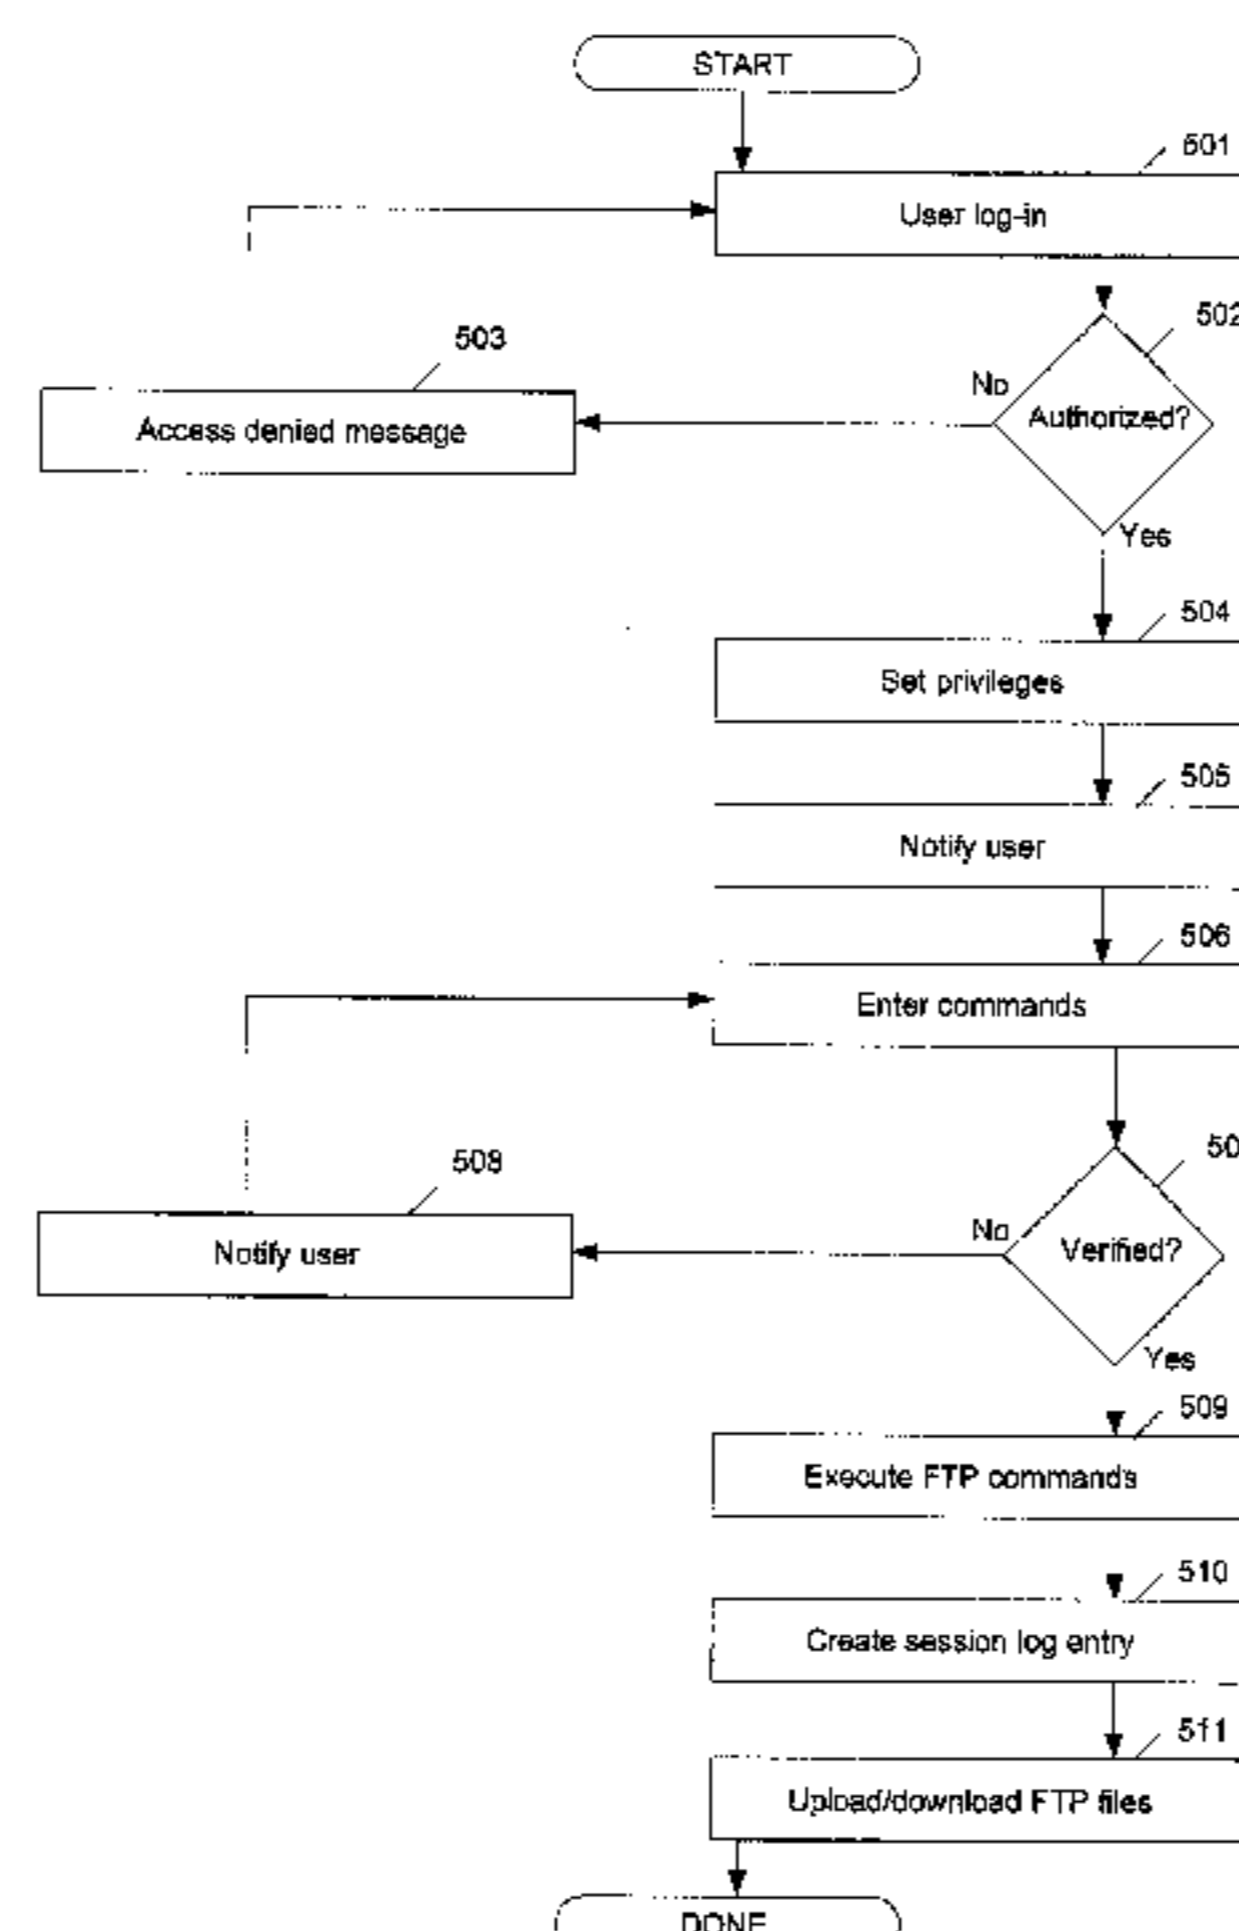 START
501
User log-in
502
503
No
Authorized?
Access denied message
Yes
504
Set privileges
505
Notify user
506
Enter commands
50
508
No
Verified?
Notify user
Yes
509
Execute FTP commands
510
Create session log entry
511
Upload/download FTP files
DONE